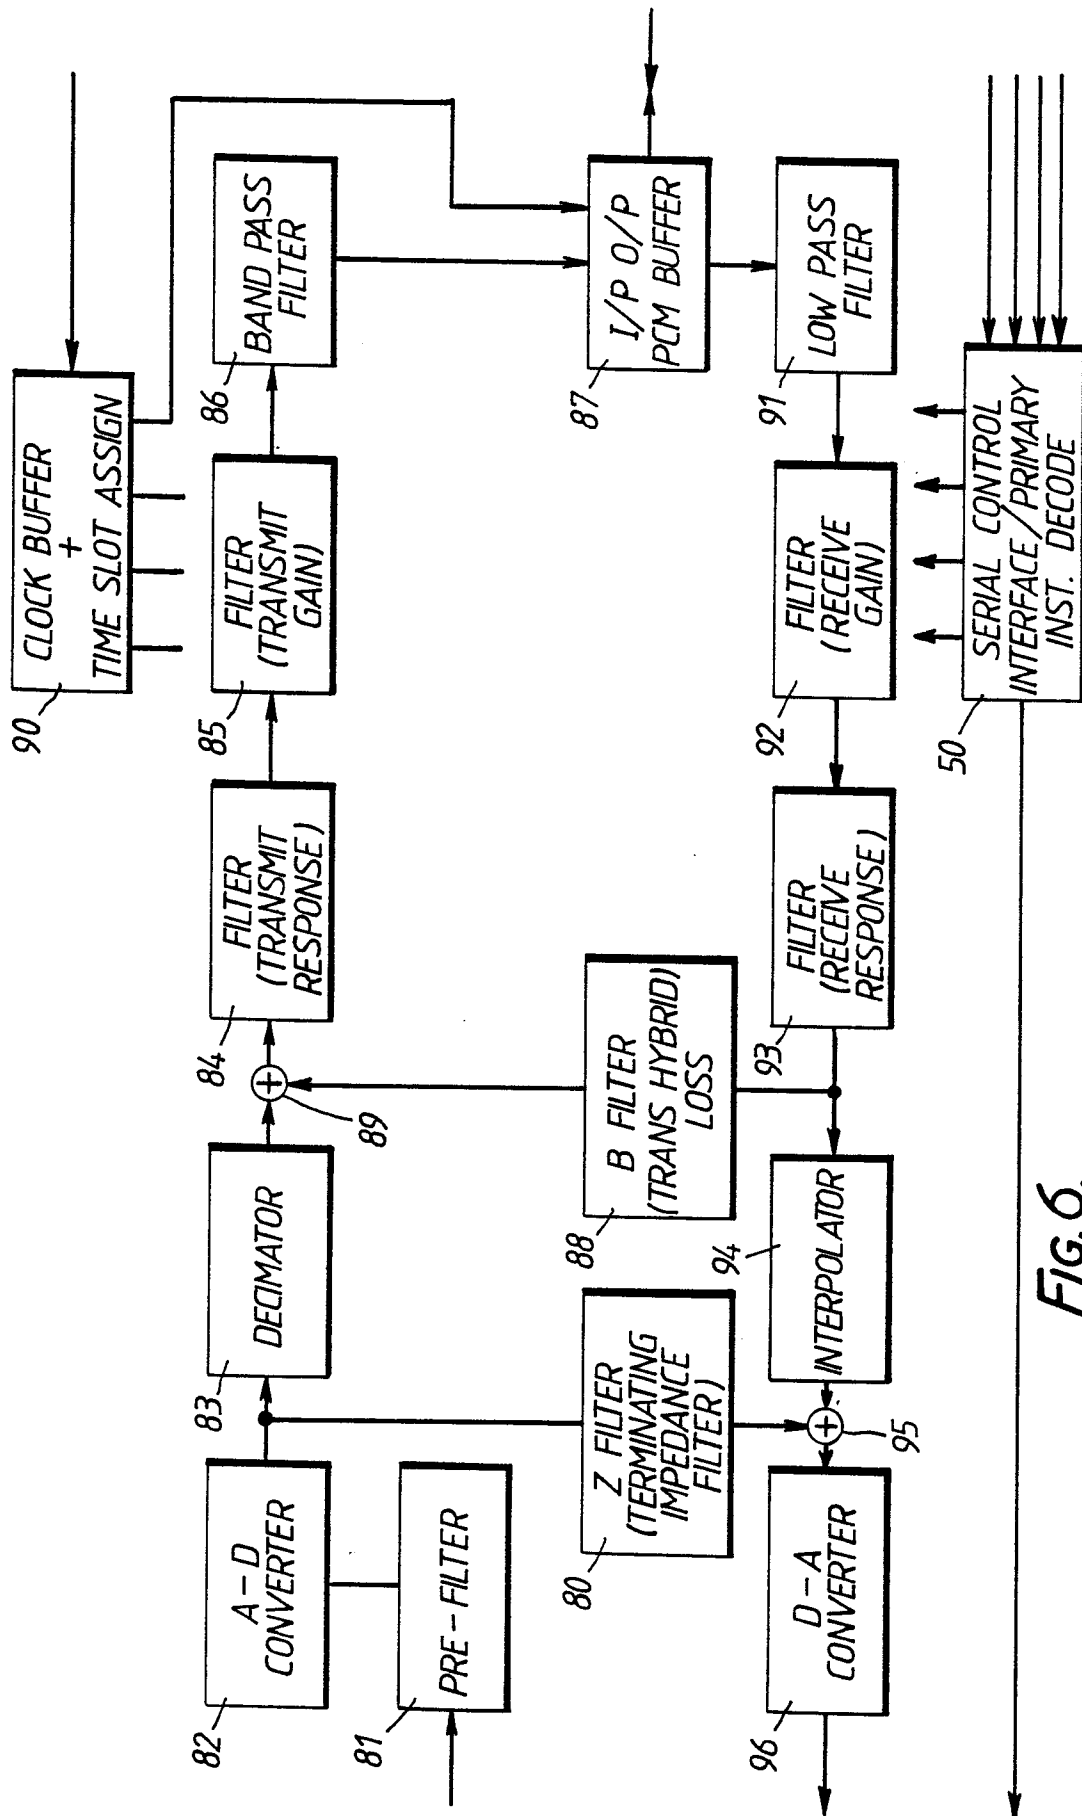 90
CLOCK BUFFER
+
TIME SLOT ASSIGN
82
A-D
CONVERTER
83
DECIMATOR
84
FILTER
(TRANSMIT
RESPONSE)
85
FILTER
(TRANSMIT
GAIN)
86
BAND PASS
FILTER
+
89
81
PRE-FILTER
80
Z FILTER
(TERMINATING
IMPEDANCE
FILTER)
88
B FILTER
(TRANS HYBRID)
LOSS
87
I/P O/P
PCM BUFFER
96
D-A
CONVERTER
+
95
94
INTERPOLATOR
93
FILTER
(RECEIVE
RESPONSE)
92
FILTER
(RECEIVE
GAIN)
91
LOW PASS
FILTER
50
SERIAL CONTROL
INTERFACE/PRIMARY
INST. DECODE
FIG. 6.